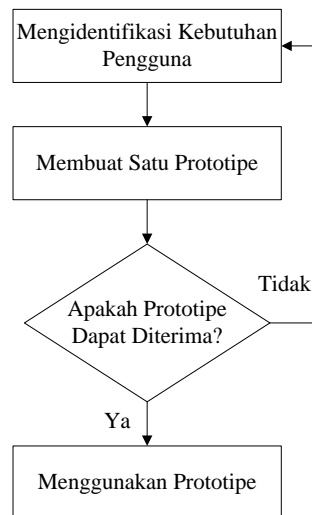 Mengidentifikasi Kebutuhan
Pengguna
Membuat Satu Prototipe
Apakah Prototipe
Dapat Diterima?
Tidak
Ya
Menggunakan Prototipe